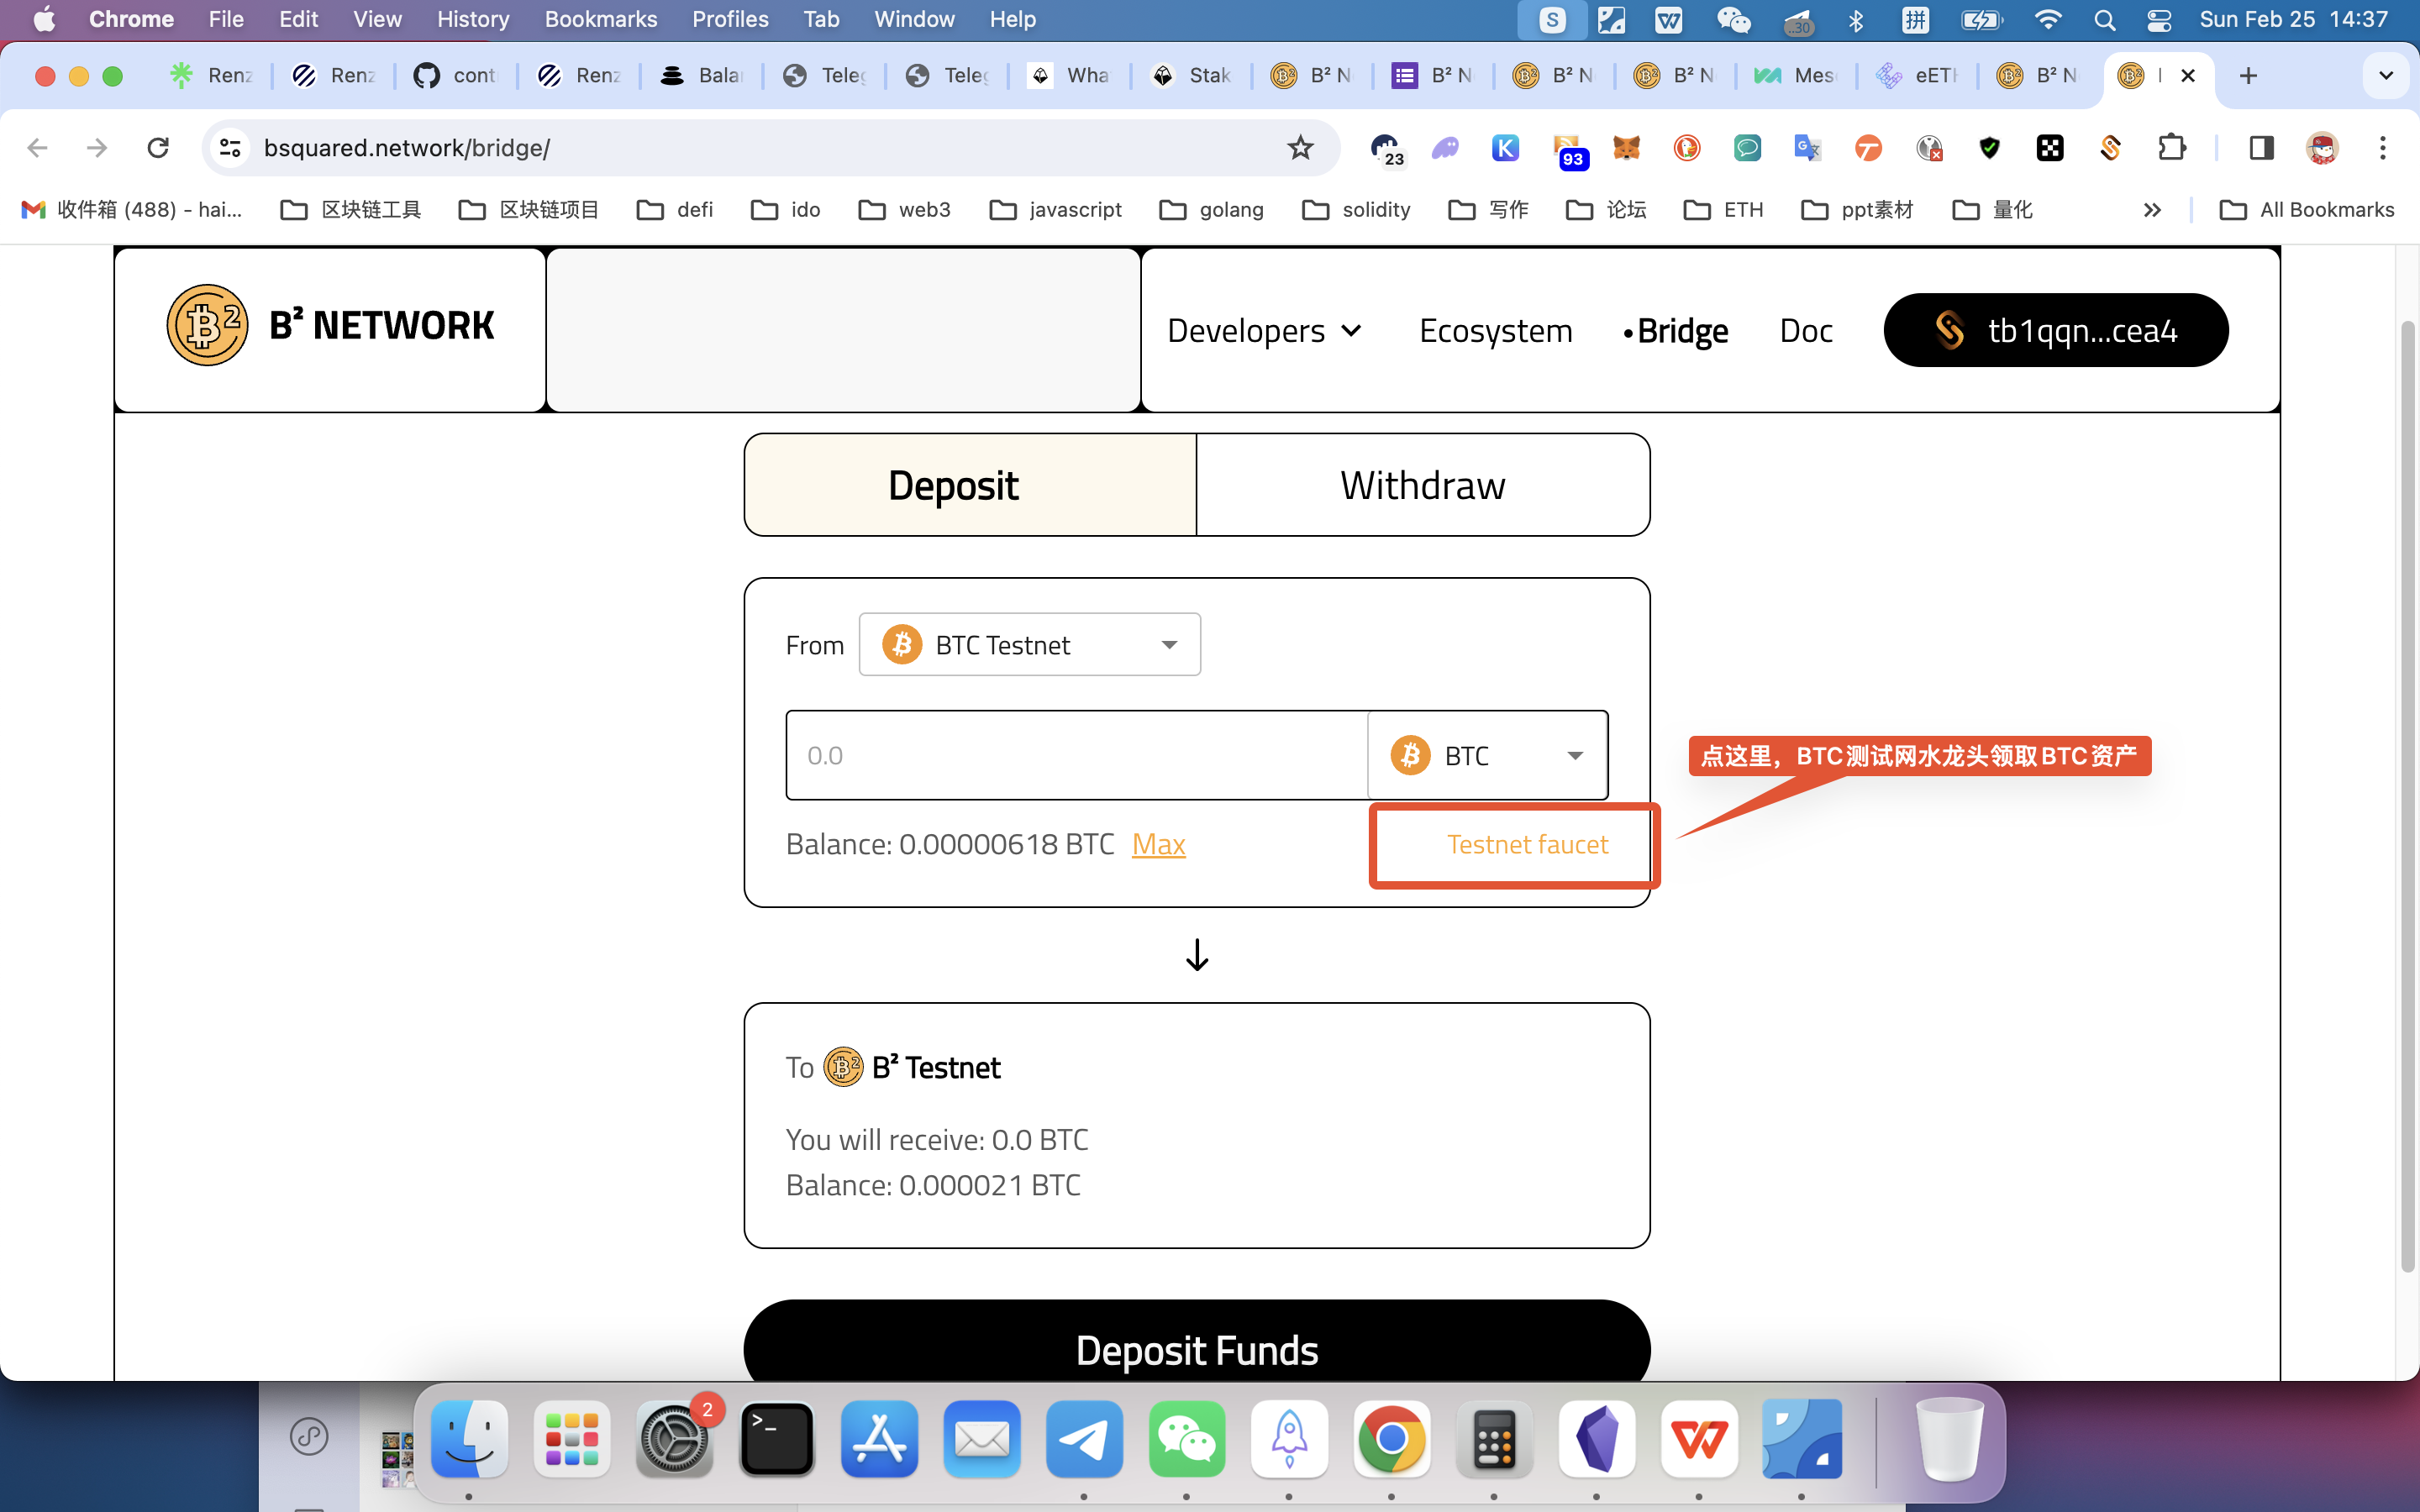 Chrome File Edit View History Bookmarks Profiles Tab Window Help S 30 拼 Sun Feb 25 14:37
Renz Renz cont Renz Bala Teleg Teleg Wha Stak B² N B² N B² N B² N Mes eETH B² N
bsquared.network/bridge/ 23 K 93
收件箱 (488) - hai... 区块链工具 区块链项目 defi ido web3 javascript golang solidity 写作 论坛 ETH ppt素材 量化 » All Bookmarks
B² NETWORK
Developers Ecosystem •Bridge Doc tb1qqn...cea4
Deposit Withdraw
From BTC Testnet
0.0 BTC
点这里，BTC测试网水龙头领取BTC资产
Balance: 0.00000618 BTC Max Testnet faucet
To B² Testnet
You will receive: 0.0 BTC
Balance: 0.000021 BTC
Deposit Funds
2